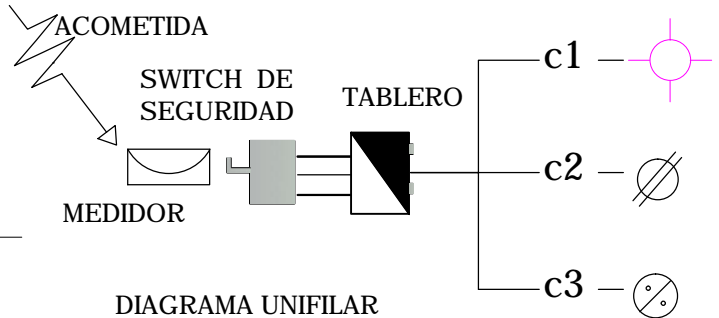 ACOMETIDA
SWITCH DE
SEGURIDAD
TABLERO
MEDIDOR
c1
c2
c3
DIAGRAMA UNIFILAR